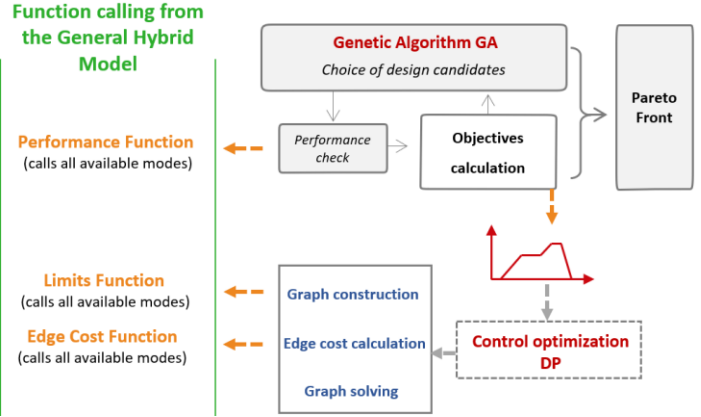 Function calling from
the General Hybrid
Model
Performance Function
(calls all available modes)
Limits Function
(calls all available modes)
Edge Cost Function
(calls all available modes)
Genetic Algorithm GA
Choice of design candidates
Performance
check
Objectives
calculation
Pareto
Front
Graph construction
Edge cost calculation
Graph solving
Control optimization
DP